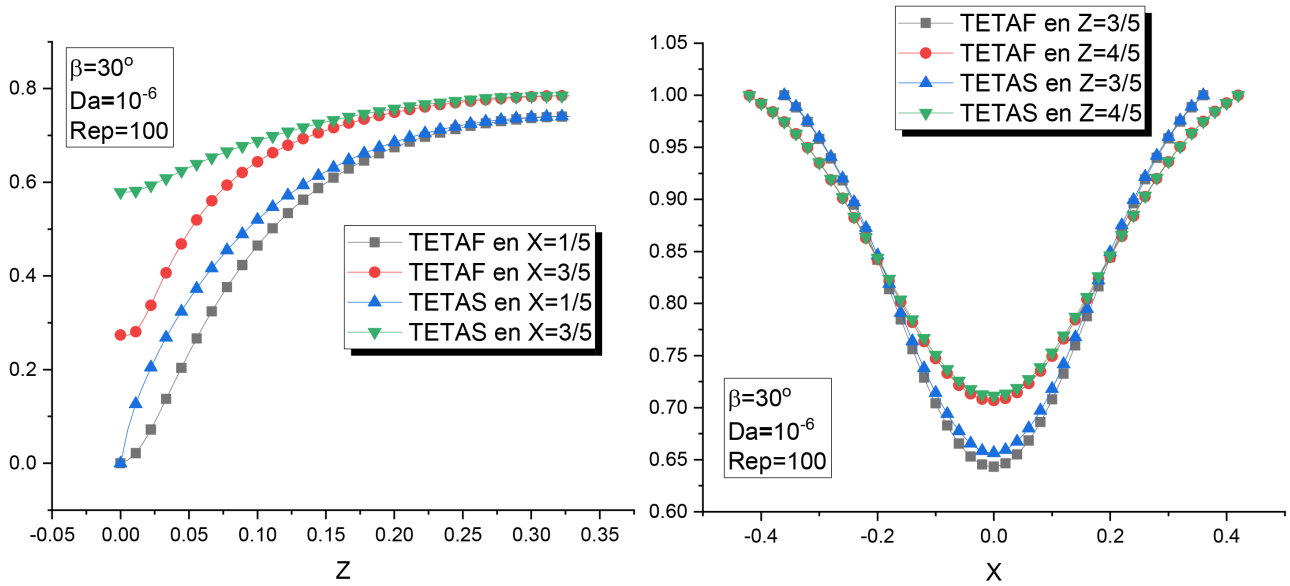 β=30°
Da=10-6
Rep=100
0.8
0.6
0.4
0.2
0.0
TETAF en X=1/5
TETAF en X=3/5
TETAS en X=1/5
TETAS en X=3/5
-0.05 0.00 0.05 0.10 0.15 0.20 0.25 0.30 0.35
Z
TETAF en Z=3/5
TETAF en Z=4/5
TETAS en Z=3/5
TETAS en Z=4/5
1.05
1.00
0.95
0.90
0.85
0.80
0.75
0.70
0.65
0.60
β=30°
Da=10-6
Rep=100
-0.4 -0.2 0.0 0.2 0.4
X